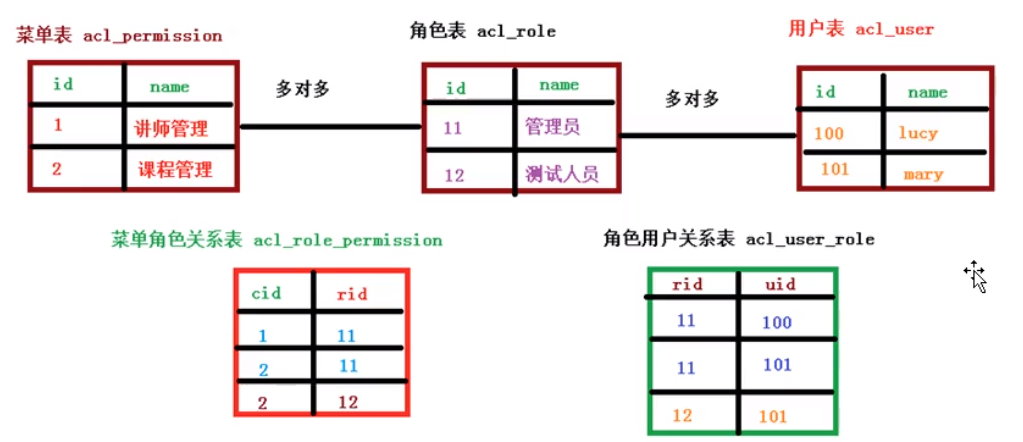 菜单表 acl_permission
角色表 acl_role
用户表 acl_user
id name
1 讲师管理
2 课程管理
多对多
id name
11 管理员
12 测试人员
多对多
id name
100 lucy
101 mary
菜单角色关系表 acl_role_permission
角色用户关系表 acl_user_role
cid rid
1 11
2 11
2 12
rid uid
11 100
11 101
12 101